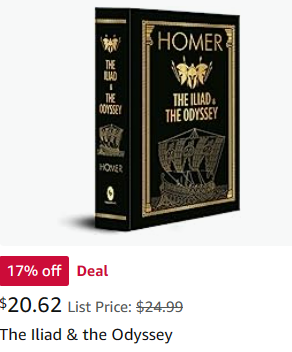 THE
ILIAD
&
THE
ODYSSEY
HOMER
HOMER
THE ILIAD &
THE ODYSSEY
17% off Deal
$20.62 List Price: $24.99
The Iliad & the Odyssey